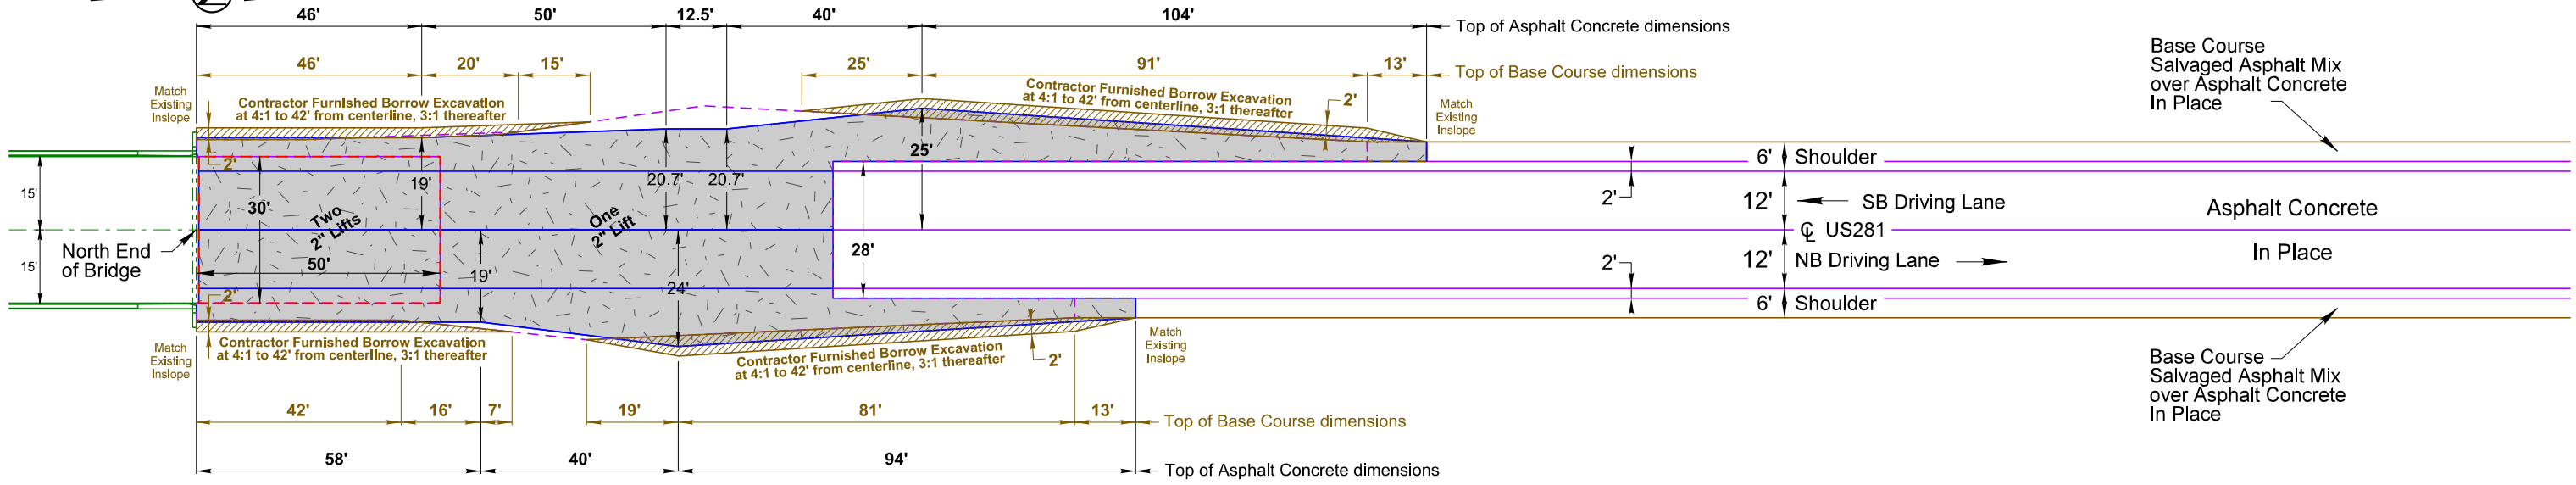 46' 50' 12.5' 40' 104' Top of Asphalt Concrete dimensions
46' 20' 15' 25' 91' 13' Top of Base Course dimensions
Match
Existing
Inslope
Contractor Furnished Borrow Excavation
at 4:1 to 42' from centerline, 3:1 thereafter
Contractor Furnished Borrow Excavation
at 4:1 to 42' from centerline, 3:1 thereafter
2'
Match
Existing
Inslope
Base Course
Salvaged Asphalt Mix
over Asphalt Concrete
In Place
2'
19'
20.7'
20.7'
25'
15'
15'
30'
Two
2" Lifts
One
2" Lift
50'
28'
19'
24'
2'
North End
of Bridge
6' Shoulder
2'
12' SB Driving Lane
℄ US281
12' NB Driving Lane
2'
6' Shoulder
Asphalt Concrete
In Place
Match
Existing
Inslope
Contractor Furnished Borrow Excavation
at 4:1 to 42' from centerline, 3:1 thereafter
Contractor Furnished Borrow Excavation
at 4:1 to 42' from centerline, 3:1 thereafter
2'
Match
Existing
Inslope
Base Course
Salvaged Asphalt Mix
over Asphalt Concrete
In Place
42' 16' 7' 19' 81' 13' Top of Base Course dimensions
58' 40' 94' Top of Asphalt Concrete dimensions